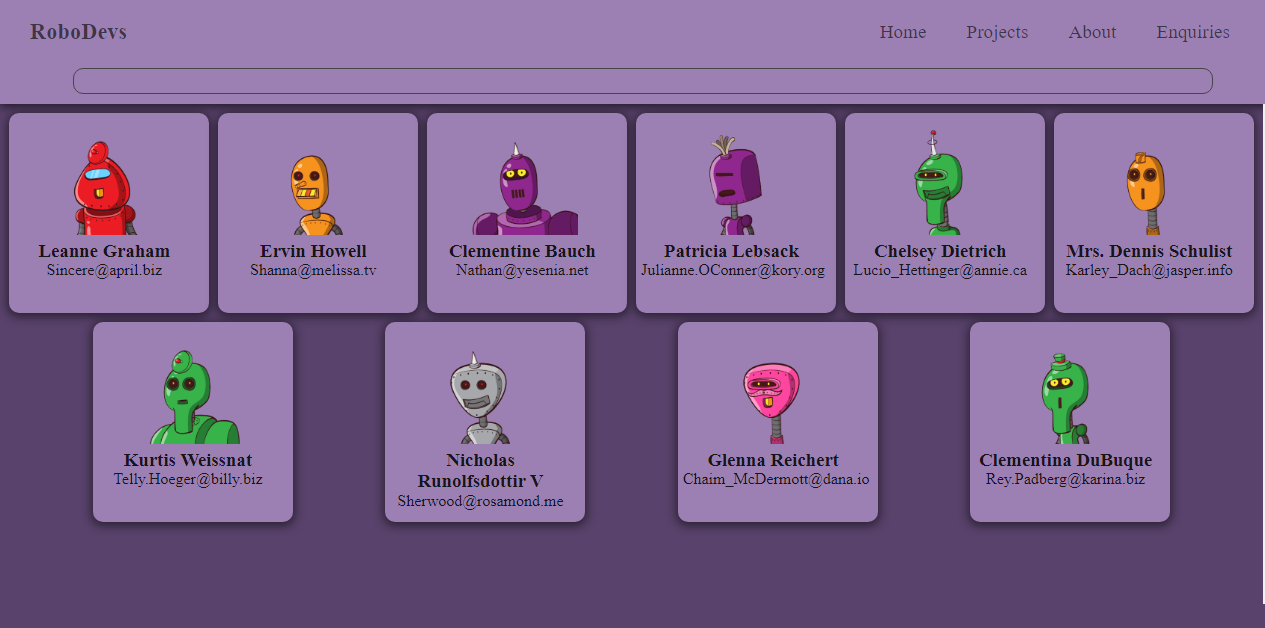 RoboDevs
Home
Projects
About
Enquiries
Leanne Graham
Sincere@april.biz
Ervin Howell
Shanna@melissa.tv
Clementine Bauch
Nathan@yesenia.net
Patricia Lebsack
Julianne.OConner@kory.org
Chelsey Dietrich
Lucio_Hettinger@annie.ca
Mrs. Dennis Schulist
Karley_Dach@jasper.info
Kurtis Weissnat
Telly.Hoeger@billy.biz
Nicholas
Runolfsdottir V
Sherwood@rosamond.me
Glenna Reichert
Chaim_McDermott@dana.io
Clementina DuBuque
Rey.Padberg@karina.biz